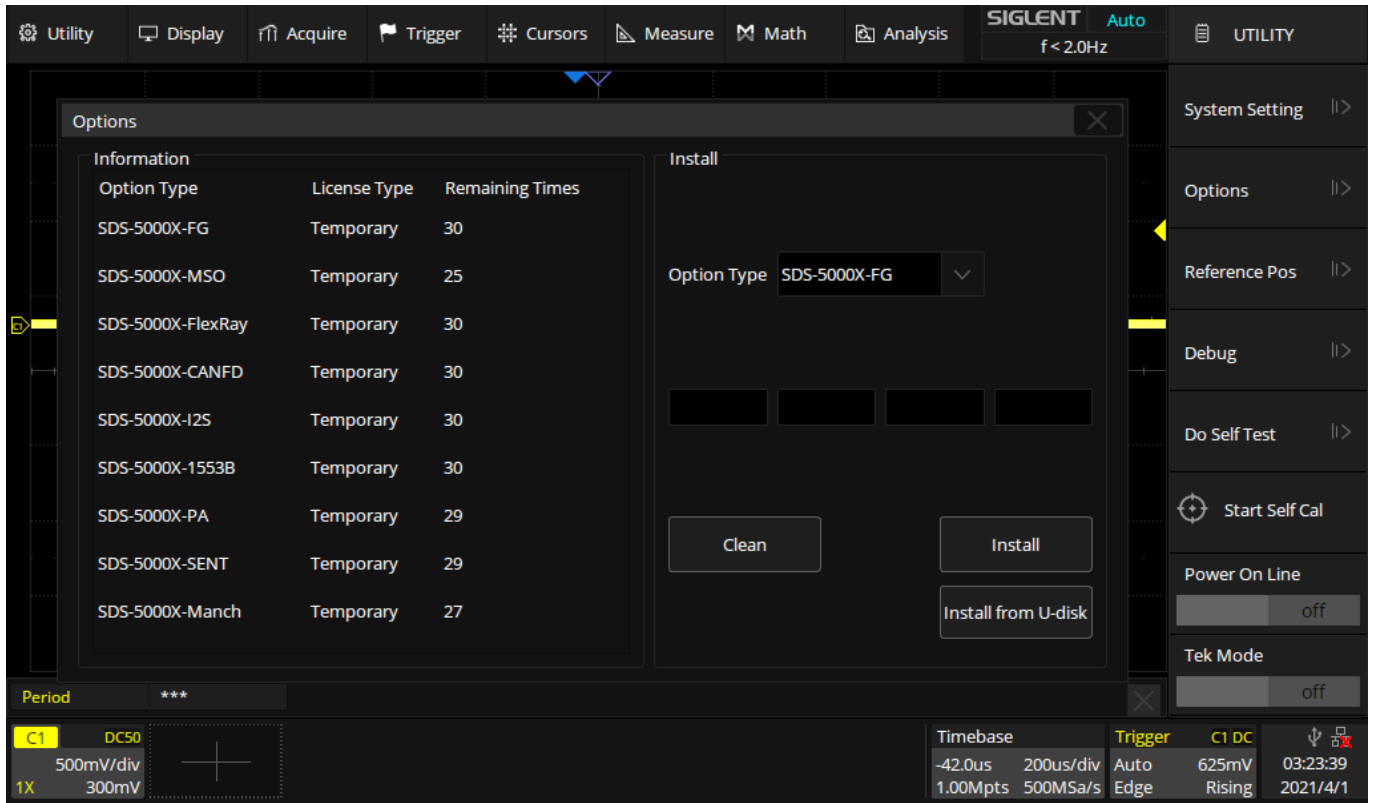 Utility Display Acquire Trigger Cursors Measure Math Analysis SIGLENT Auto UTILITY
f < 2.0Hz
Options
Information
Option Type License Type Remaining Times
SDS-5000X-FG Temporary 30
SDS-5000X-MSO Temporary 25
SDS-5000X-FlexRay Temporary 30
SDS-5000X-CANFD Temporary 30
SDS-5000X-I2S Temporary 30
SDS-5000X-1553B Temporary 30
SDS-5000X-PA Temporary 29
SDS-5000X-SENT Temporary 29
SDS-5000X-Manch Temporary 27
Install
Option Type SDS-5000X-FG
Clean Install
Install from U-disk
System Setting
Options
Reference Pos
Debug
Do Self Test
Start Self Cal
Power On Line
off
Tek Mode
off
C1
Period ***
C1 DC50
500mV/div
1X 300mV
Timebase
-42.0us 200us/div
1.00Mpts 500MSa/s
Trigger C1 DC
Auto 625mV
Edge Rising
03:23:39
2021/4/1